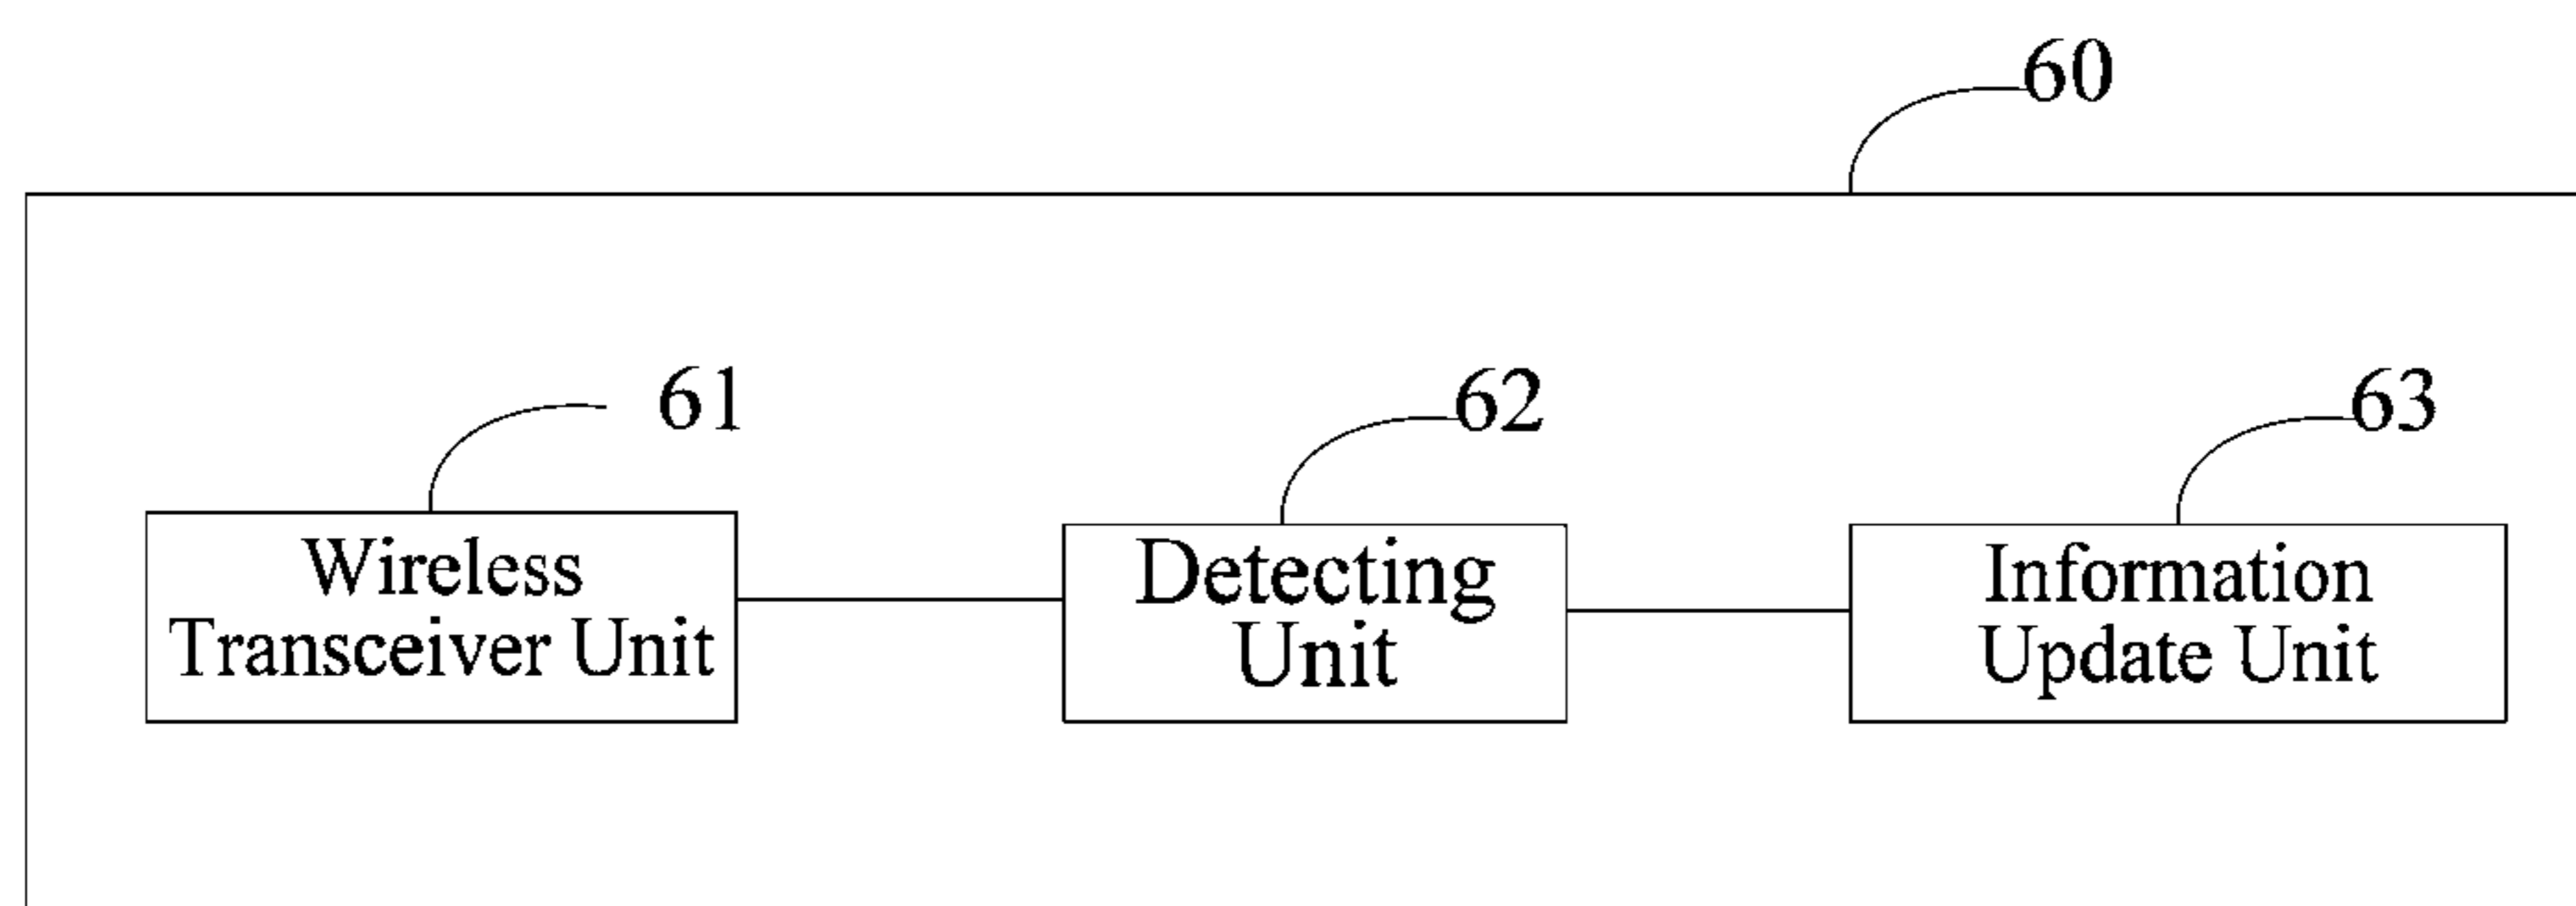 60
61
62
63
Wireless
Transceiver Unit
Detecting
Unit
Information
Update Unit